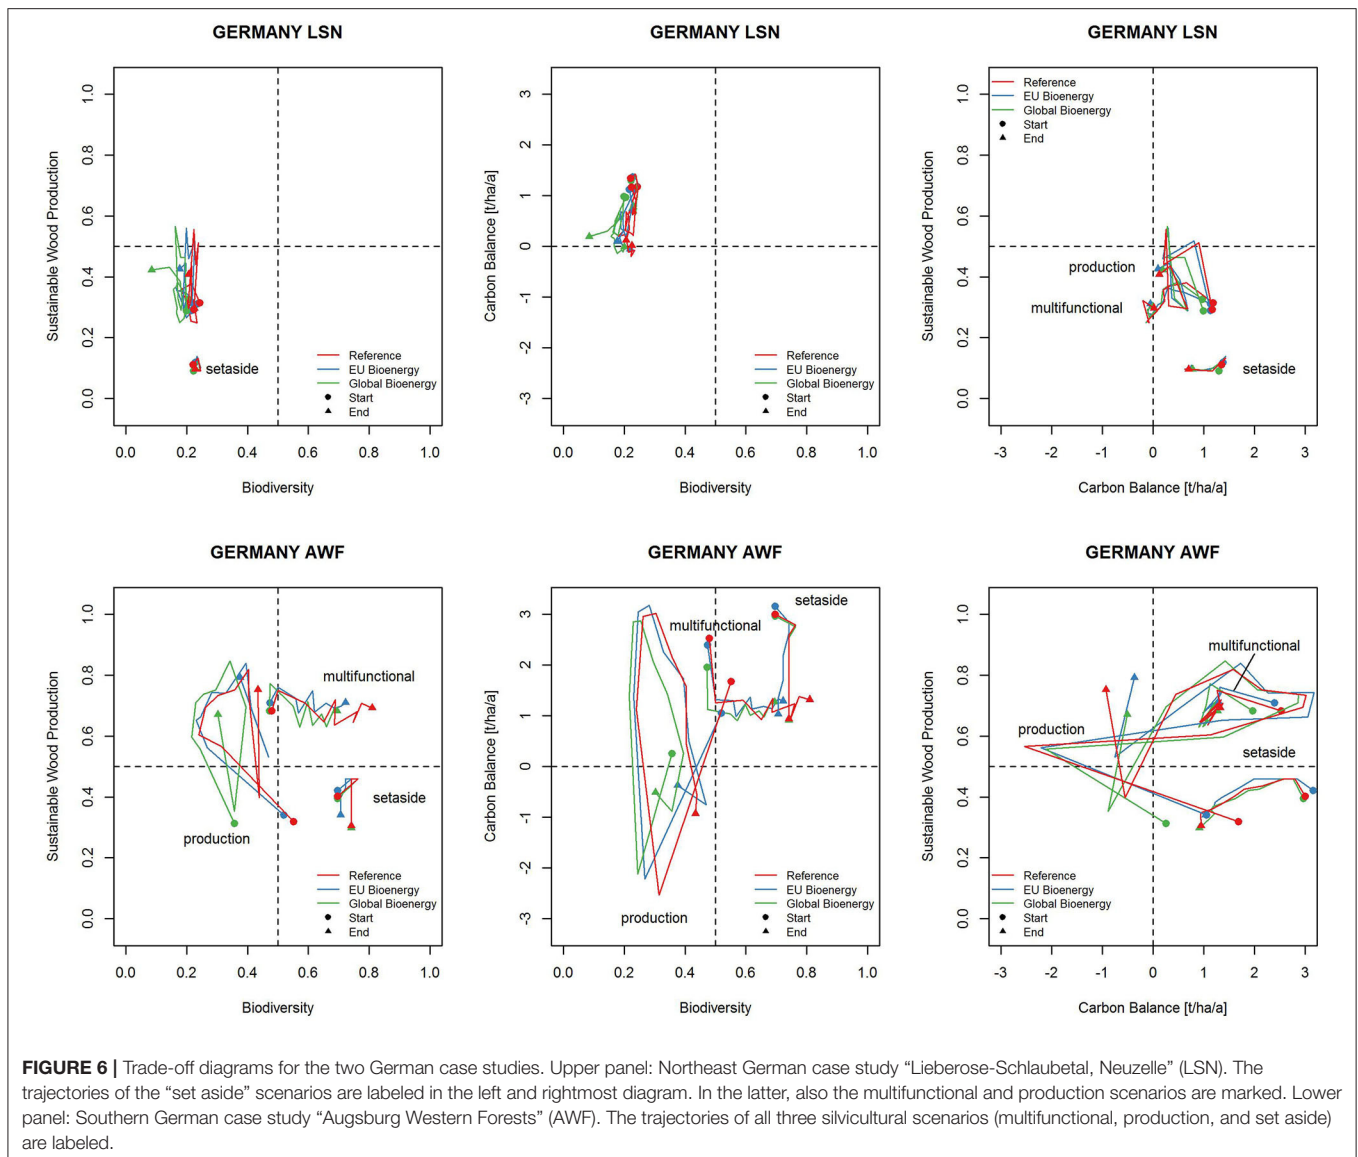 GERMANY LSN
GERMANY LSN
GERMANY LSN
Sustainable Wood Production
0.0 0.2 0.4 0.6 0.8 1.0
setaside
Reference
EU Bioenergy
Global Bioenergy
Start
End
0.0 0.2 0.4 0.6 0.8 1.0
Biodiversity
Carbon Balance [t/ha/a]
-3 -2 -1 0 1 2 3
Reference
EU Bioenergy
Global Bioenergy
Start
End
0.0 0.2 0.4 0.6 0.8 1.0
Biodiversity
Sustainable Wood Production
0.0 0.2 0.4 0.6 0.8 1.0
Reference
EU Bioenergy
Global Bioenergy
Start
End
production
multifunctional
setaside
-3 -2 -1 0 1 2 3
Carbon Balance [t/ha/a]
GERMANY AWF
GERMANY AWF
GERMANY AWF
Sustainable Wood Production
0.0 0.2 0.4 0.6 0.8 1.0
multifunctional
setaside
production
Reference
EU Bioenergy
Global Bioenergy
Start
End
0.0 0.2 0.4 0.6 0.8 1.0
Biodiversity
Carbon Balance [t/ha/a]
-3 -2 -1 0 1 2 3
setaside
multifunctional
production
Reference
EU Bioenergy
Global Bioenergy
Start
End
0.0 0.2 0.4 0.6 0.8 1.0
Biodiversity
Sustainable Wood Production
0.0 0.2 0.4 0.6 0.8 1.0
multifunctional
production
setaside
Reference
EU Bioenergy
Global Bioenergy
Start
End
-3 -2 -1 0 1 2 3
Carbon Balance [t/ha/a]
FIGURE 6 | Trade-off diagrams for the two German case studies. Upper panel: Northeast German case study “Lieberose-Schlaubetal, Neuzelle” (LSN). The
trajectories of the “set aside” scenarios are labeled in the left and rightmost diagram. In the latter, also the multifunctional and production scenarios are marked. Lower
panel: Southern German case study “Augsburg Western Forests” (AWF). The trajectories of all three silvicultural scenarios (multifunctional, production, and set aside)
are labeled.